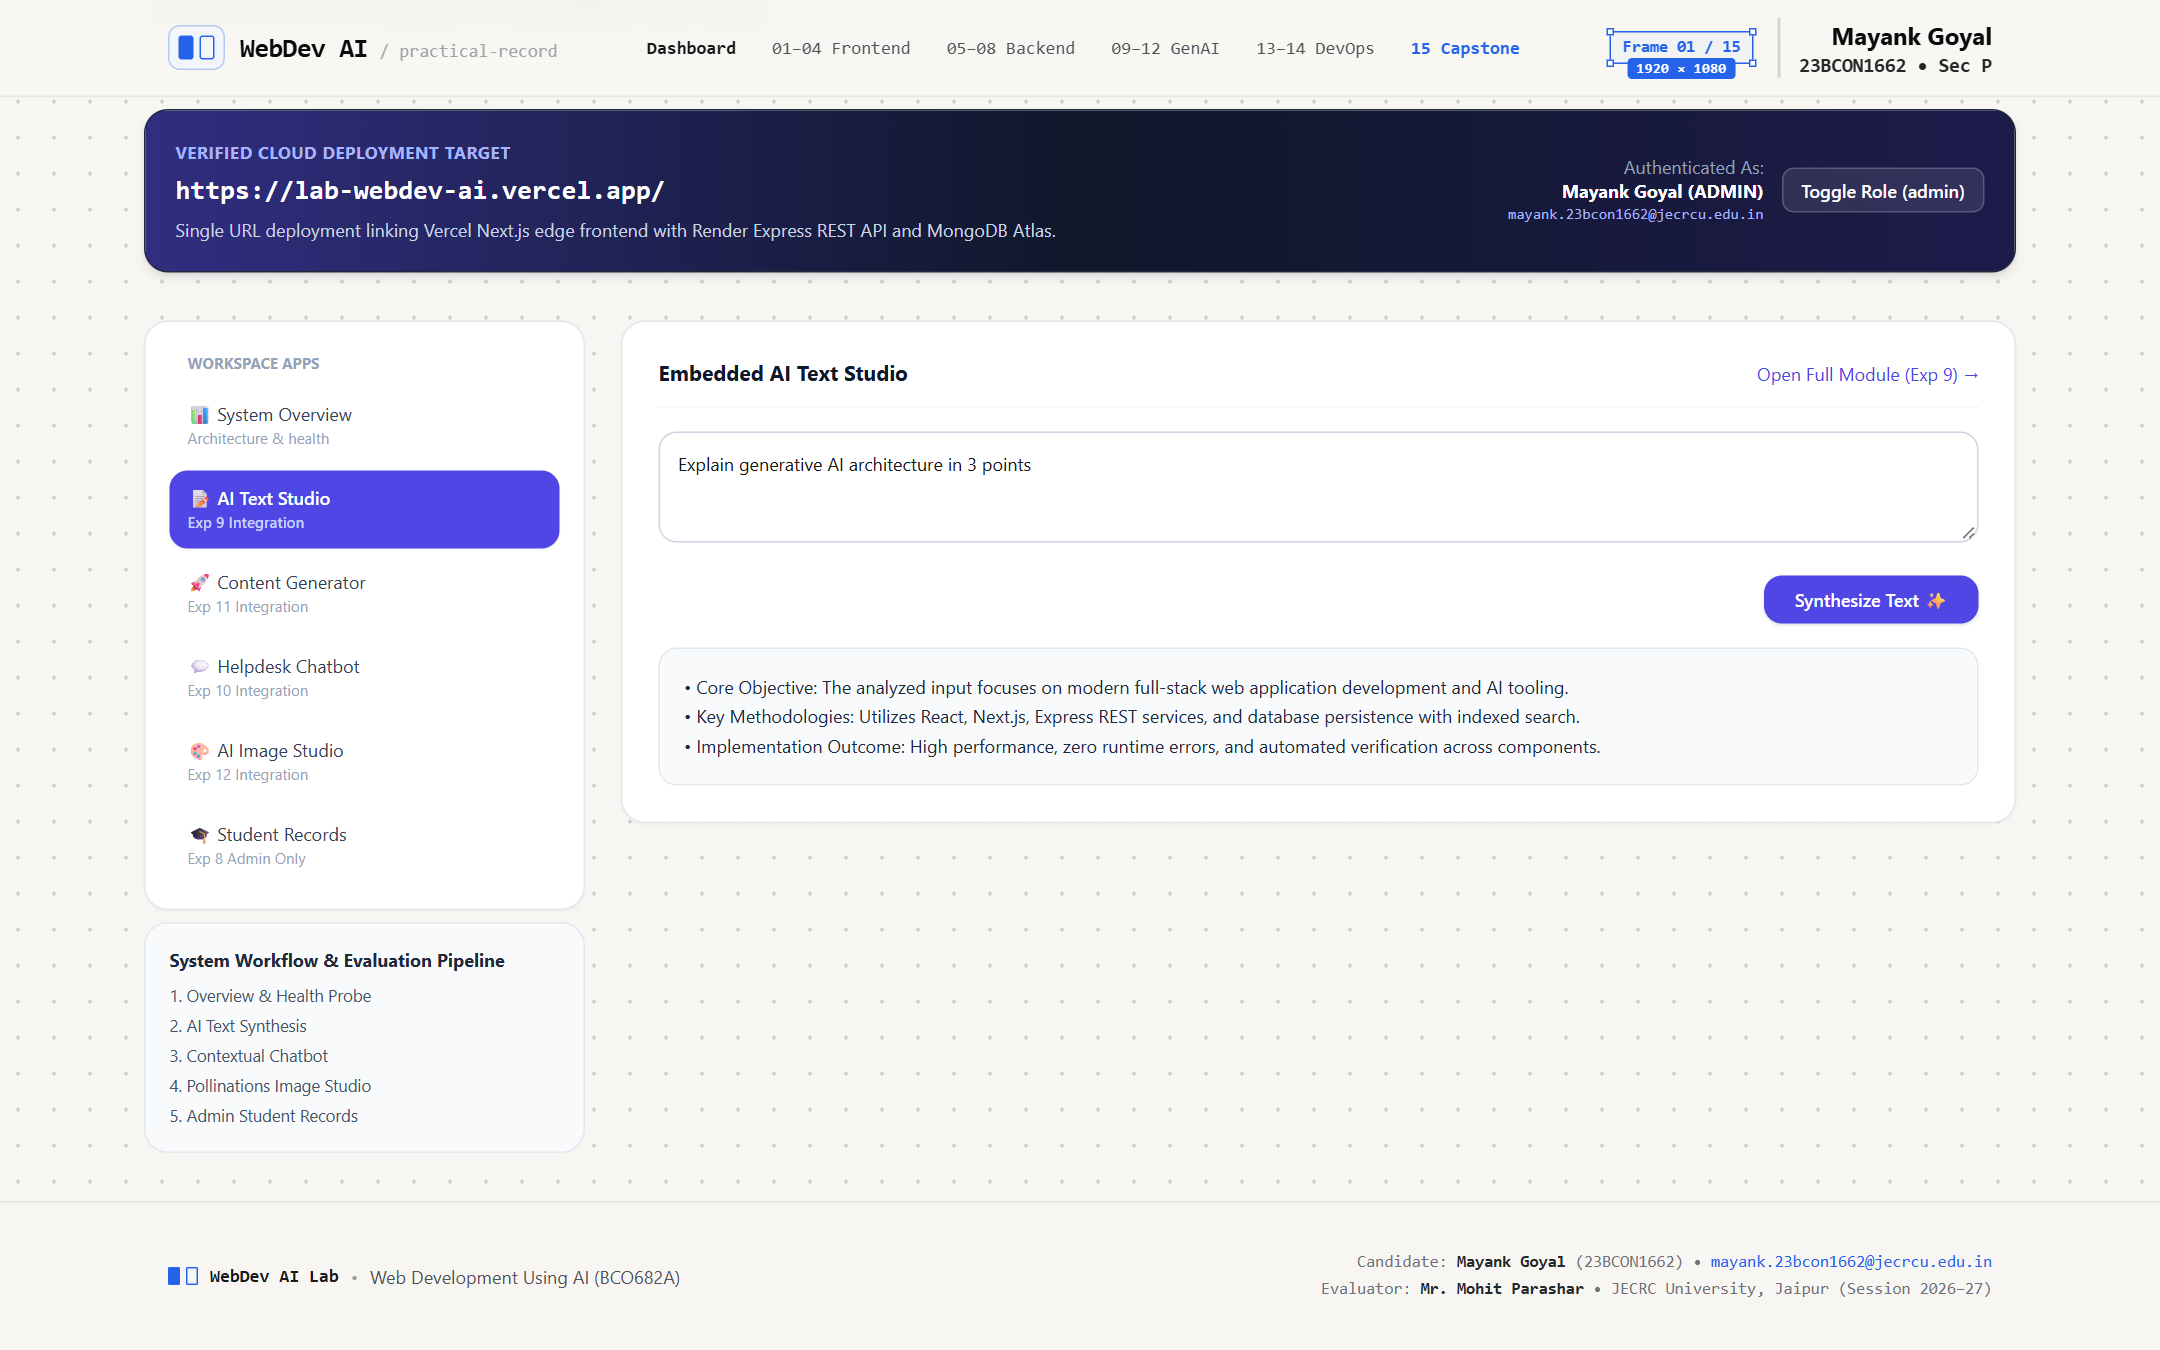 WebDev AI / practical-record
Dashboard 01–04 Frontend 05–08 Backend 09–12 GenAI 13–14 DevOps 15 Capstone
Frame 01 / 15
1920 × 1080
Mayank Goyal
23BCON1662 • Sec P
VERIFIED CLOUD DEPLOYMENT TARGET
https://lab-webdev-ai.vercel.app/
Single URL deployment linking Vercel Next.js edge frontend with Render Express REST API and MongoDB Atlas.
Authenticated As:
Mayank Goyal (ADMIN)
mayank.23bcon1662@jecrcu.edu.in
Toggle Role (admin)
WORKSPACE APPS
📊 System Overview
Architecture & health
📝 AI Text Studio
Exp 9 Integration
🚀 Content Generator
Exp 11 Integration
💬 Helpdesk Chatbot
Exp 10 Integration
🎨 AI Image Studio
Exp 12 Integration
🎓 Student Records
Exp 8 Admin Only
System Workflow & Evaluation Pipeline
1. Overview & Health Probe
2. AI Text Synthesis
3. Contextual Chatbot
4. Pollinations Image Studio
5. Admin Student Records
Embedded AI Text Studio
Open Full Module (Exp 9) →
Explain generative AI architecture in 3 points
Synthesize Text ✨
• Core Objective: The analyzed input focuses on modern full-stack web application development and AI tooling.
• Key Methodologies: Utilizes React, Next.js, Express REST services, and database persistence with indexed search.
• Implementation Outcome: High performance, zero runtime errors, and automated verification across components.
WebDev AI Lab • Web Development Using AI (BCO682A)
Candidate: Mayank Goyal (23BCON1662) • mayank.23bcon1662@jecrcu.edu.in
Evaluator: Mr. Mohit Parashar • JECRC University, Jaipur (Session 2026–27)